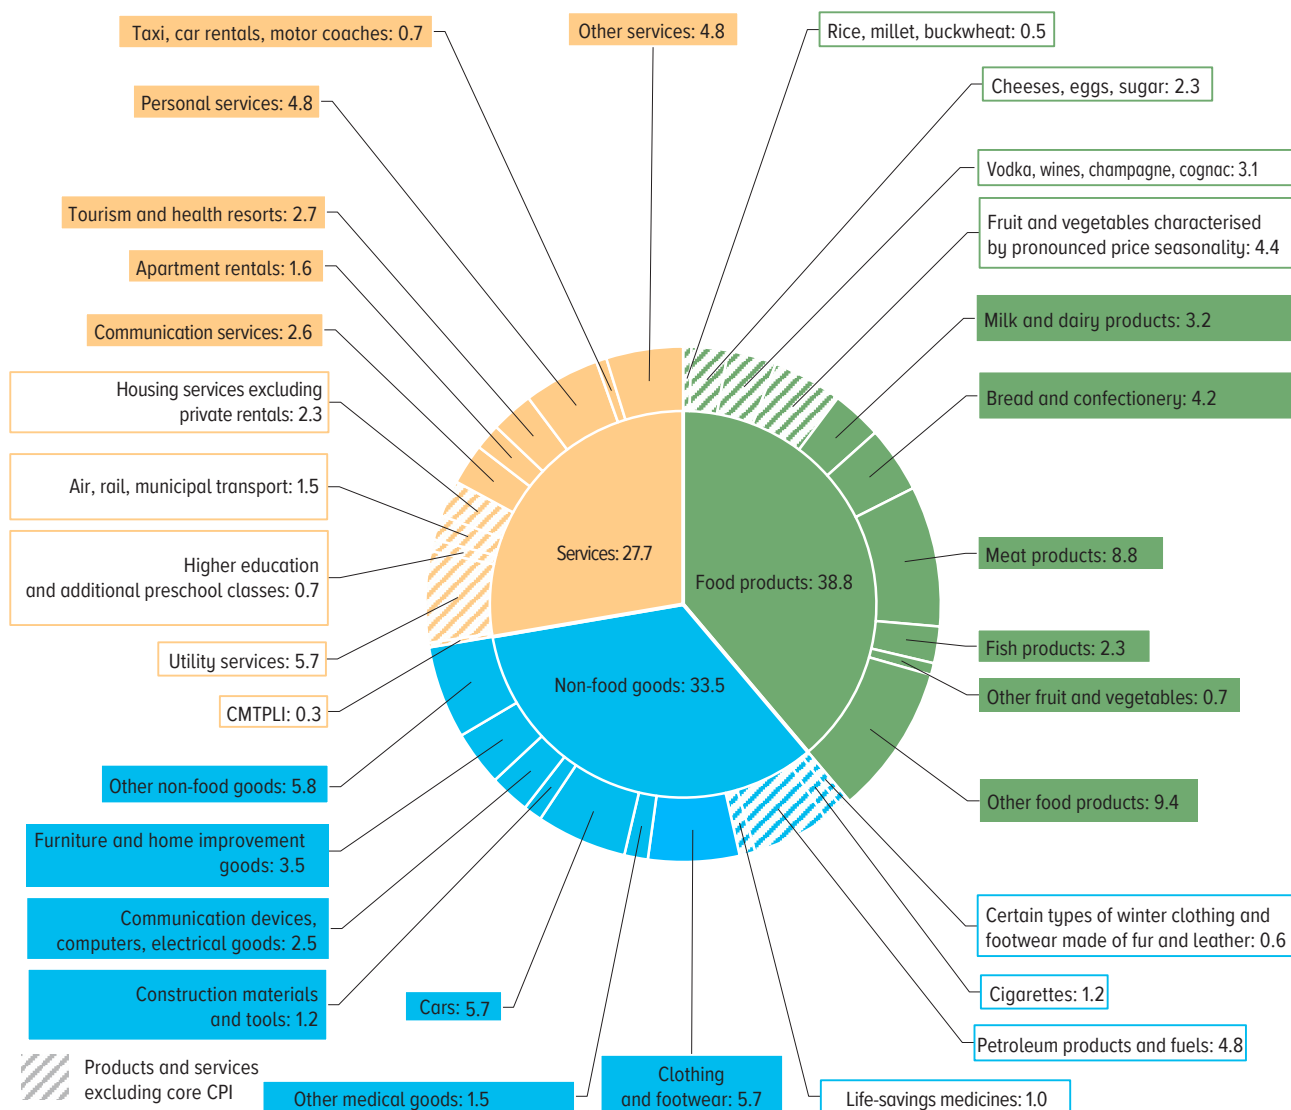 Taxi, car rentals, motor coaches: 0.7
Other services: 4.8
Rice, millet, buckwheat: 0.5
Cheeses, eggs, sugar: 2.3
Personal services: 4.8
Vodka, wines, champagne, cognac: 3.1
Tourism and health resorts: 2.7
Fruit and vegetables characterised
by pronounced price seasonality: 4.4
Apartment rentals: 1.6
Milk and dairy products: 3.2
Communication services: 2.6
Housing services excluding
private rentals: 2.3
Bread and confectionery: 4.2
Air, rail, municipal transport: 1.5
Higher education
and additional preschool classes: 0.7
Services: 27.7
Food products: 38.8
Meat products: 8.8
Utility services: 5.7
Fish products: 2.3
CMTPLI: 0.3
Non-food goods: 33.5
Other fruit and vegetables: 0.7
Other non-food goods: 5.8
Other food products: 9.4
Furniture and home improvement
goods: 3.5
Communication devices,
computers, electrical goods: 2.5
Certain types of winter clothing and
footwear made of fur and leather: 0.6
Construction materials
and tools: 1.2
Cars: 5.7
Cigarettes: 1.2
Petroleum products and fuels: 4.8
Products and services
excluding core CPI
Other medical goods: 1.5
Clothing
and footwear: 5.7
Life-savings medicines: 1.0